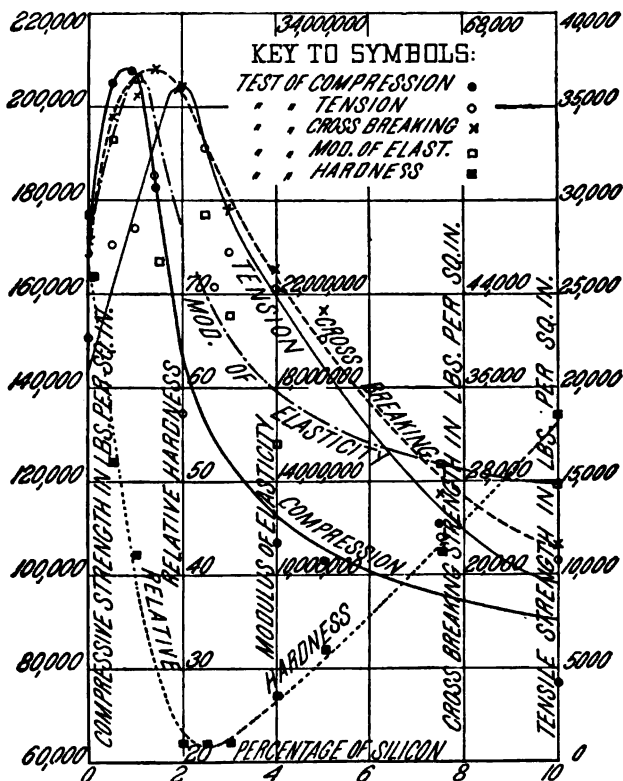 220,000 34,000,000 68,000 40,000
KEY TO SYMBOLS:
TEST OF COMPRESSION •
" " TENSION ○
200,000 " " CROSS BREAKING × 35,000
" " MOD. OF ELAST. □
" " HARDNESS ■
180,000 30,000
160,000 70 22,000,000 44,000 25,000
140,000 60 18,000,000 36,000 20,000
120,000 50 14,000,000 28,000 15,000
100,000 40 10,000,000 20,000 10,000
80,000 30 5000
60,000 20 PERCENTAGE OF SILICON 0
0 2 4 6 8 10
COMPRESSIVE STRENGTH IN LBS. PER SQ. IN.
RELATIVE HARDNESS
MODULUS OF ELASTICITY
CROSS BREAKING STRENGTH IN LBS. PER SQ. IN.
TENSILE STRENGTH IN LBS. PER SQ. IN.
TENSION
MOD. OF ELASTICITY
CROSS BREAKING
COMPRESSION
RELATIVE HARDNESS